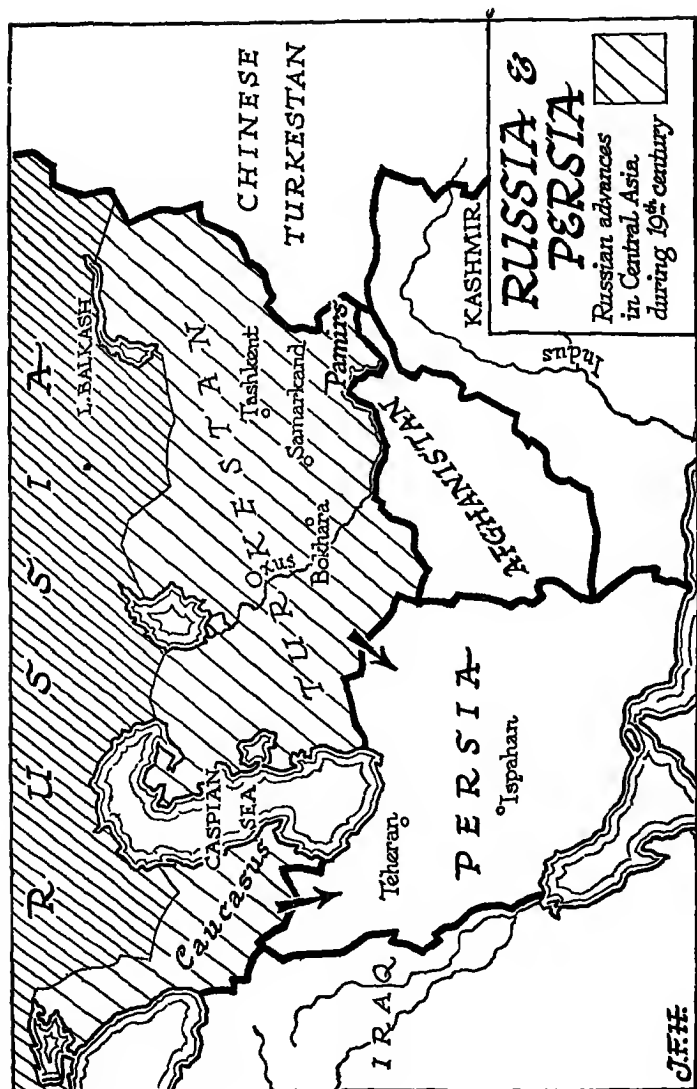 RUSSIA
L. BALKASH
CHINESE
TURKESTAN
TURKESTAN
Tashkent
Samarkand
Bokhara
Oxus
Pamirs
CASPIAN
SEA
Caucasus
Teheran
PERSIA
Ispahan
AFGHANISTAN
KASHMIR
Indus
IRAQ
RUSSIA &
PERSIA
Russian advances
in Central Asia
during 19th century
J.F.H.